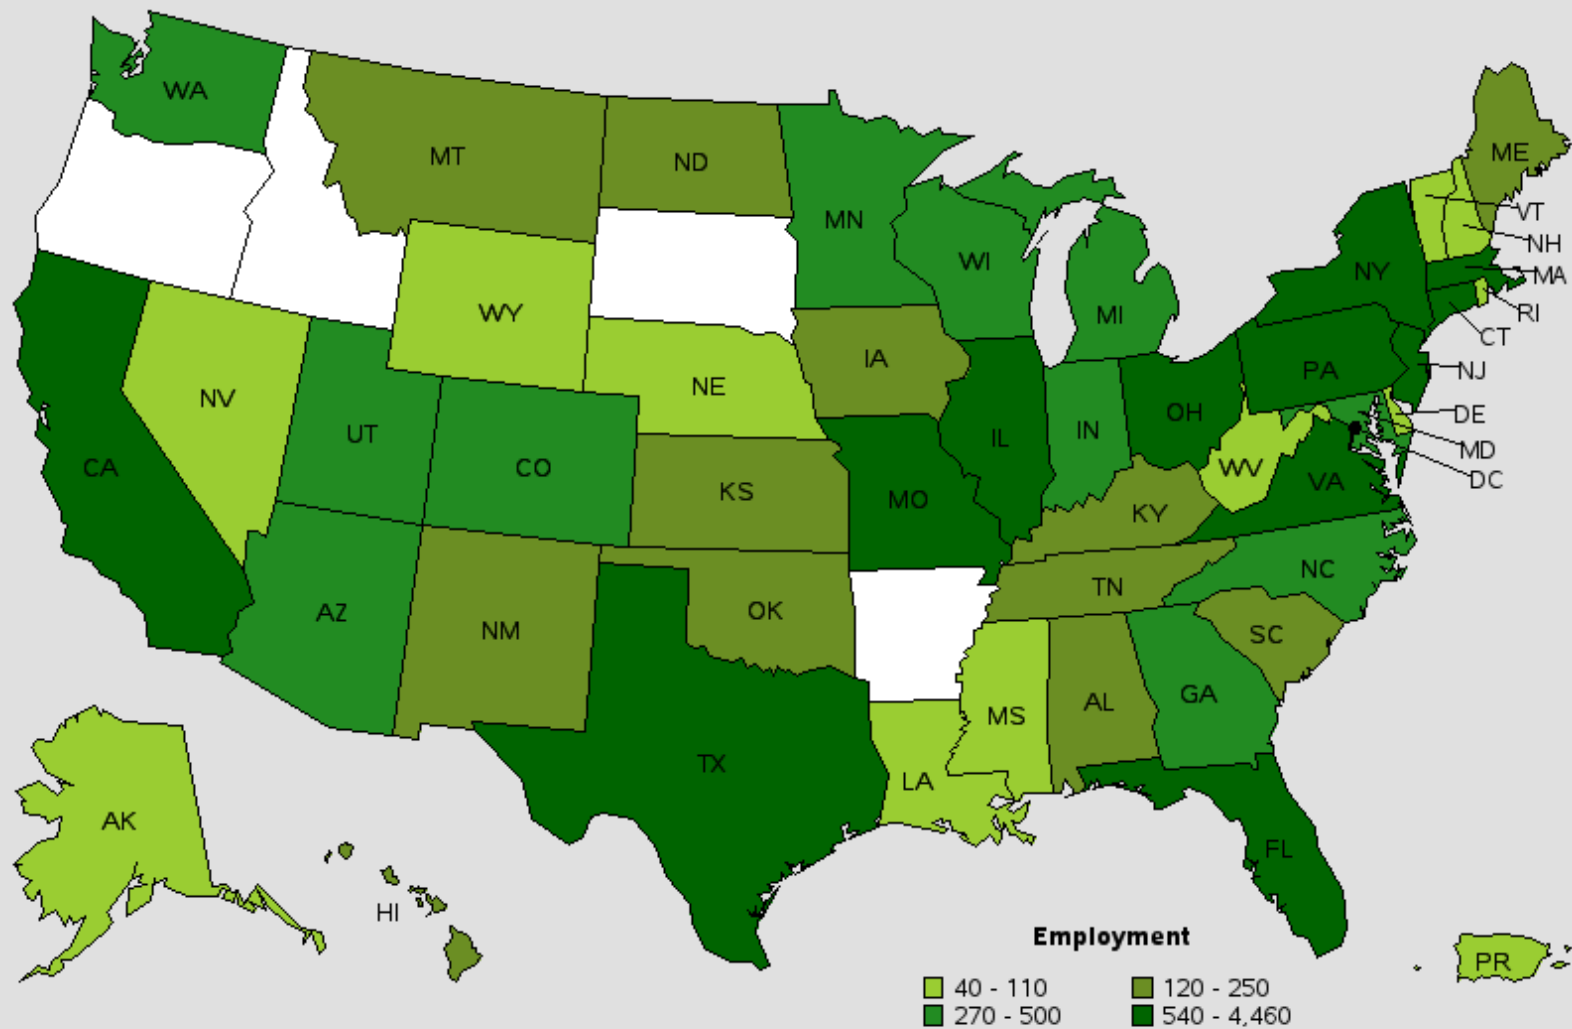 WA
MT
ND
MN
ME
VT
NH
WI
NY
MA
MI
RI
WY
CT
IA
PA
NJ
NE
NV
OH
DE
UT
IN
IL
MD
CO
CA
WV
DC
KS
VA
MO
KY
NC
TN
AZ
OK
NM
SC
GA
AL
MS
TX
LA
AK
FL
HI
Employment
PR
40 - 110
120 - 250
270 - 500
540 - 4,460